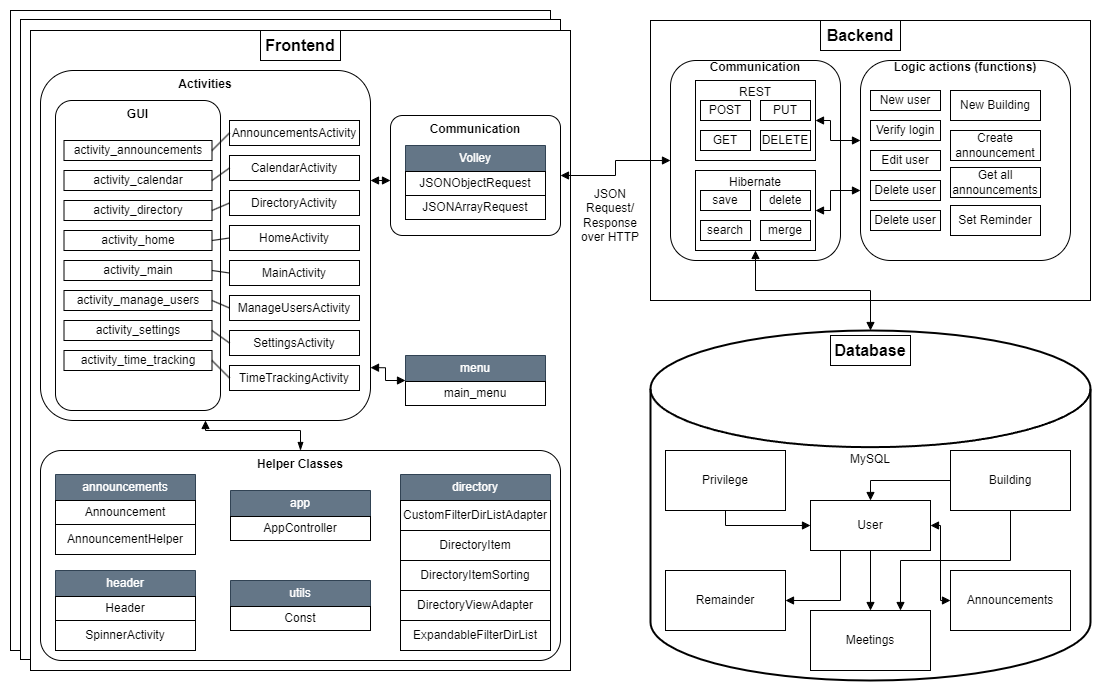 Frontend
Activities
GUI
activity_announcements
activity_calendar
activity_directory
activity_home
activity_main
activity_manage_users
activity_settings
activity_time_tracking
AnnouncementsActivity
CalendarActivity
DirectoryActivity
HomeActivity
MainActivity
ManageUsersActivity
SettingsActivity
TimeTrackingActivity
Communication
Volley
JSONObjectRequest
JSONArrayRequest
menu
main_menu
Helper Classes
announcements
Announcement
AnnouncementHelper
header
Header
SpinnerActivity
app
AppController
utils
Const
directory
CustomFilterDirListAdapter
DirectoryItem
DirectoryItemSorting
DirectoryViewAdapter
ExpandableFilterDirList
JSON
Request/
Response
over HTTP
Backend
Communication
REST
POST
PUT
GET
DELETE
Hibernate
save
delete
search
merge
Logic actions (functions)
New user
Verify login
Edit user
Delete user
Delete user
New Building
Create
announcement
Get all
announcements
Set Reminder
Database
MySQL
Privilege
Building
User
Remainder
Announcements
Meetings